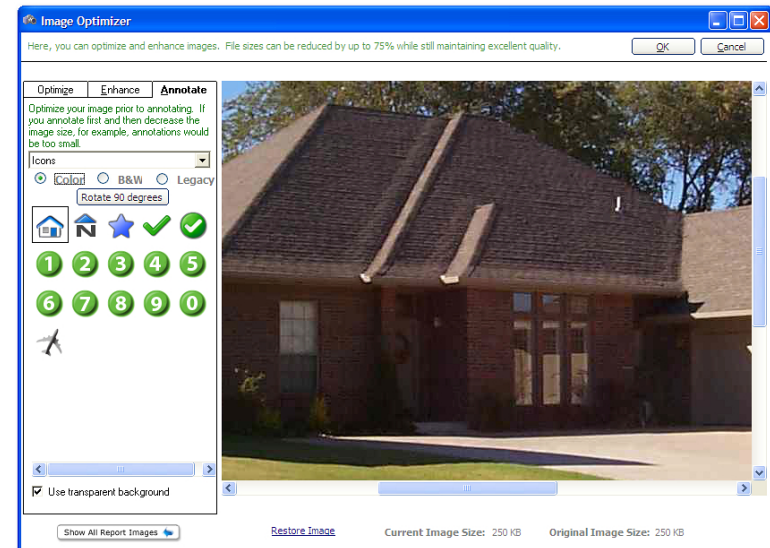 Image Optimizer
Here, you can optimize and enhance images.  File sizes can be reduced by up to 75% while still maintaining excellent quality.
OK
Cancel
Optimize
Enhance
Annotate
Optimize your image prior to annotating.  If
you annotate first and then decrease the
image size, for example, annotations would
be too small.
Icons
Color
B&W
Legacy
Rotate 90 degrees
N
1 2 3 4 5
6 7 8 9 0
Use transparent background
Show All Report Images
Restore Image
Current Image Size: 250 KB
Original Image Size: 250 KB